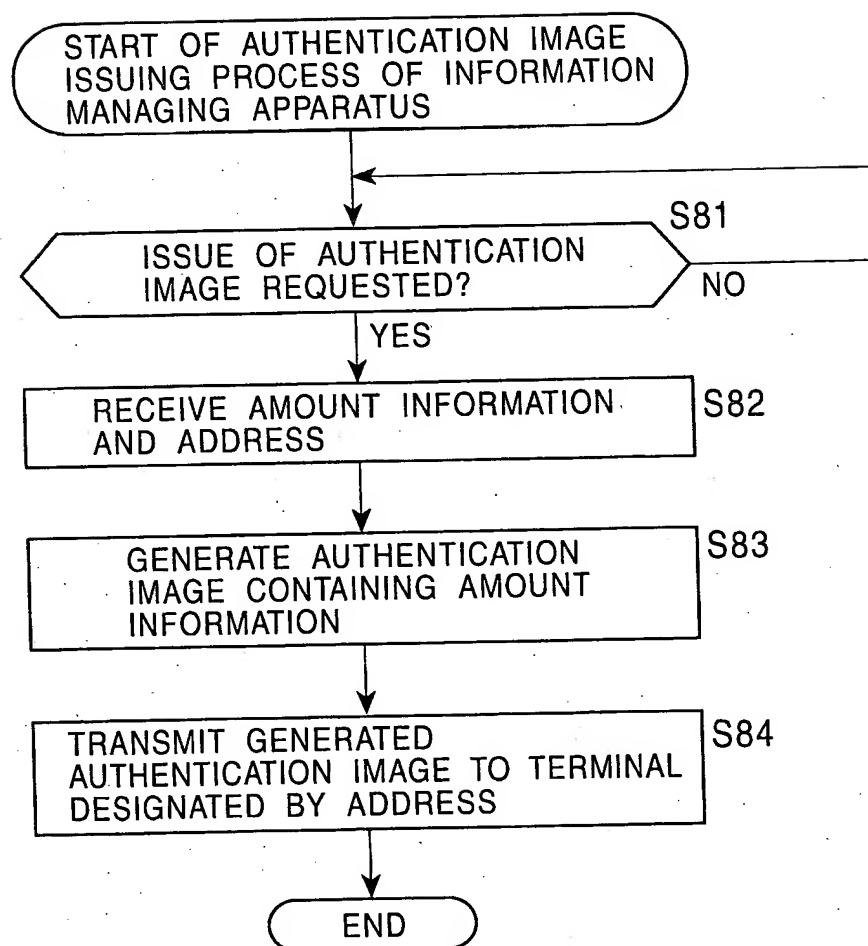 START OF AUTHENTICATION IMAGE
ISSUING PROCESS OF INFORMATION
MANAGING APPARATUS
S81
ISSUE OF AUTHENTICATION
IMAGE REQUESTED?
NO
YES
RECEIVE AMOUNT INFORMATION
AND ADDRESS
S82
GENERATE AUTHENTICATION
IMAGE CONTAINING AMOUNT
INFORMATION
S83
TRANSMIT GENERATED
AUTHENTICATION IMAGE TO TERMINAL
DESIGNATED BY ADDRESS
S84
END